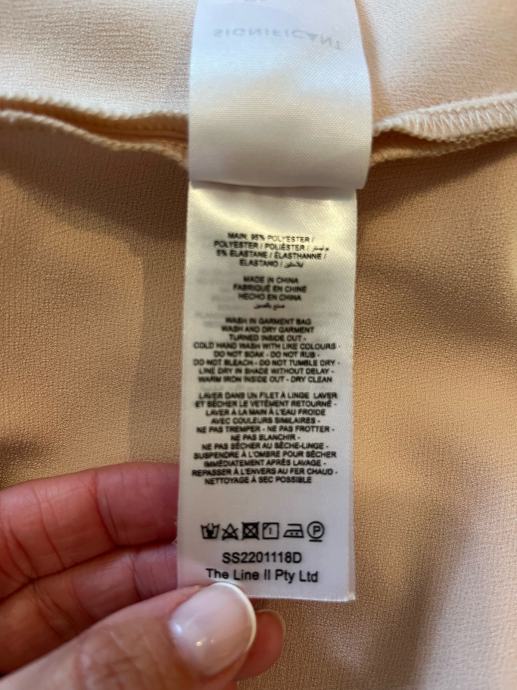 SIGNIFICANT
MAIN: 95% POLYESTER /
POLYESTER / POLIÉSTER / بوليستر
5% ELASTANE / ÉLASTHANNE /
ELASTANO / إيلاستين
MADE IN CHINA
FABRIQUÉ EN CHINE
HECHO EN CHINA
صنع بالصين
WASH IN GARMENT BAG
WASH AND DRY GARMENT
TURNED INSIDE OUT -
COLD HAND WASH WITH LIKE COLOURS -
DO NOT SOAK - DO NOT RUB -
DO NOT BLEACH - DO NOT TUMBLE DRY -
LINE DRY IN SHADE WITHOUT DELAY -
WARM IRON INSIDE OUT - DRY CLEAN
LAVER DANS UN FILET À LINGE LAVER
ET SÉCHER LE VETÊMENT RETOURNÉ -
LAVER À LA MAIN À L'EAU FROIDE
AVEC COULEURS SIMILAIRES -
NE PAS TREMPER - NE PAS FROTTER -
NE PAS BLANCHIR -
NE PAS SÉCHER AU SÈCHE-LINGE -
SUSPENDRE À L'OMBRE POUR SÉCHER
IMMÉDIATEMENT APRÈS LAVAGE -
REPASSER À L'ENVERS AU FER CHAUD -
NETTOYAGE À SEC POSSIBLE
P
SS2201118D
The Line II Pty Ltd